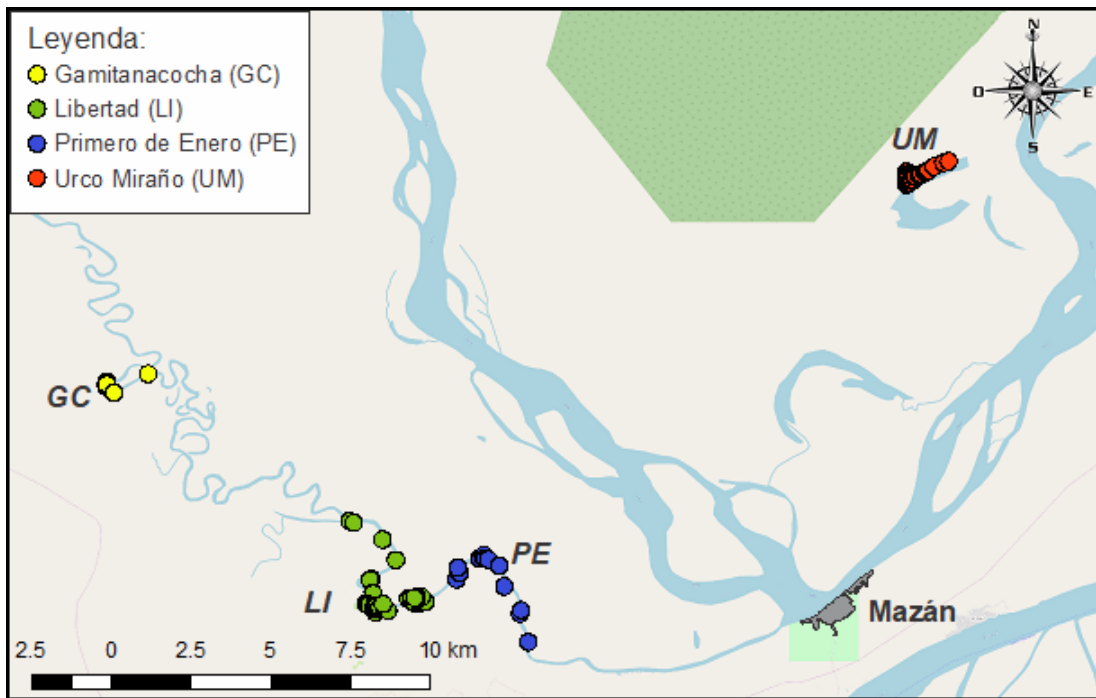 Leyenda:
Gamitanacocha (GC)
Libertad (LI)
Primero de Enero (PE)
Urco Miraño (UM)
N
O E
S
UM
GC
PE
LI
Mazán
2.5 0 2.5 5 7.5 10 km